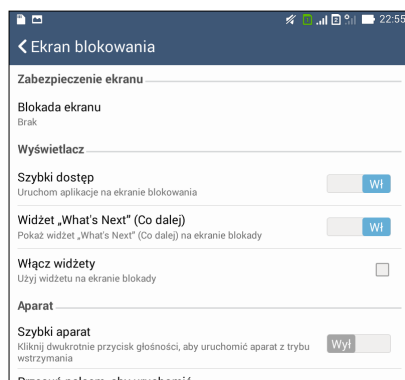 22:55
Ekran blokowania
Zabezpieczenie ekranu
Blokada ekranu
Brak
Wyświetlacz
Szybki dostęp
Uruchom aplikacje na ekranie blokowania
Wł
Widżet „What's Next” (Co dalej)
Pokaż widżet „What's Next” (Co dalej) na ekranie blokady
Wł
Włącz widżety
Użyj widżetu na ekranie blokady
Aparat
Szybki aparat
Kliknij dwukrotnie przycisk głośności, aby uruchomić aparat z trybu
wstrzymania
Wył